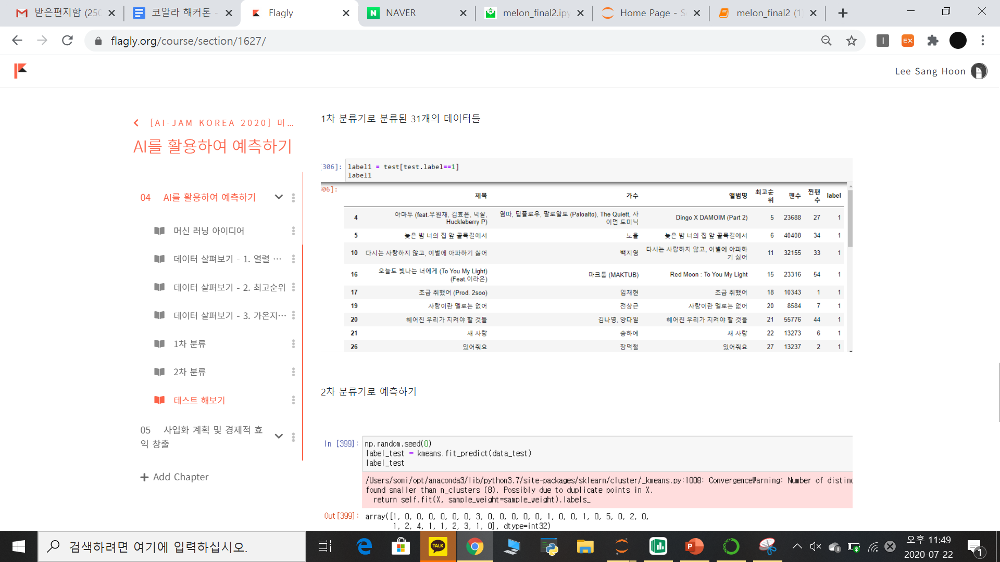 받은편지함 (250
코알라 해커톤 -
Flagly
NAVER
melon_final2.ipy
Home Page - S
melon_final2 (1
flagly.org/course/section/1627/
EX
Lee Sang Hoon
[AI-JAM KOREA 2020] 머...
AI를 활용하여 예측하기
04 AI를 활용하여 예측하기
머신 러닝 아이디어
데이터 살펴보기 - 1. 열렬 ...
데이터 살펴보기 - 2. 최고순위
데이터 살펴보기 - 3. 가온지...
1차 분류
2차 분류
테스트 해보기
05 사업화 계획 및 경제적 효
익 창출
Add Chapter
1차 분류기로 분류된 31개의 데이터들
[306]: label1 = test[test.label==1]
label1
306]:
제목 가수 앨범명 최고순위 팬수 찐팬수 label
4 아마두 (feat.우원재, 김효은, 넉살, Huckleberry P) 염따, 딥플로우, 팔로알토 (Paloalto), The Quiett, 사이먼 도미닉 Dingo X DAMOIM (Part 2) 5 23688 27 1
5 늦은 밤 너의 집 앞 골목길에서 노을 늦은 밤 너의 집 앞 골목길에서 6 40408 34 1
10 다시는 사랑하지 않고, 이별에 아파하기 싫어 백지영 다시는 사랑하지 않고, 이별에 아파하기 싫어 11 32155 33 1
16 오늘도 빛나는 너에게 (To You My Light) (Feat.이라온) 마크툽 (MAKTUB) Red Moon : To You My Light 15 23316 54 1
17 조금 취했어 (Prod. 2soo) 임재현 조금 취했어 18 10343 1 1
19 사랑이란 멜로는 없어 전상근 사랑이란 멜로는 없어 20 8584 7 1
20 헤어진 우리가 지켜야 할 것들 김나영, 양다일 헤어진 우리가 지켜야 할 것들 21 55776 44 1
21 새 사랑 송하예 새 사랑 22 13273 6 1
26 있어줘요 장덕철 있어줘요 27 13237 2 1
2차 분류기로 예측하기
In [399]: np.random.seed(0)
label_test = kmeans.fit_predict(data_test)
label_test
/Users/somi/opt/anaconda3/lib/python3.7/site-packages/sklearn/cluster/_kmeans.py:1008: ConvergenceWarning: Number of distinc
found smaller than n_clusters (8). Possibly due to duplicate points in X.
return self.fit(X, sample_weight=sample_weight).labels_
Out[399]: array([1, 0, 0, 0, 0, 0, 0, 3, 0, 0, 0, 0, 0, 1, 0, 0, 1, 0, 5, 0, 2, 0,
1, 2, 4, 1, 1, 2, 3, 1, 0], dtype=int32)
검색하려면 여기에 입력하십시오.
TALK
오후 11:49
2020-07-22
1